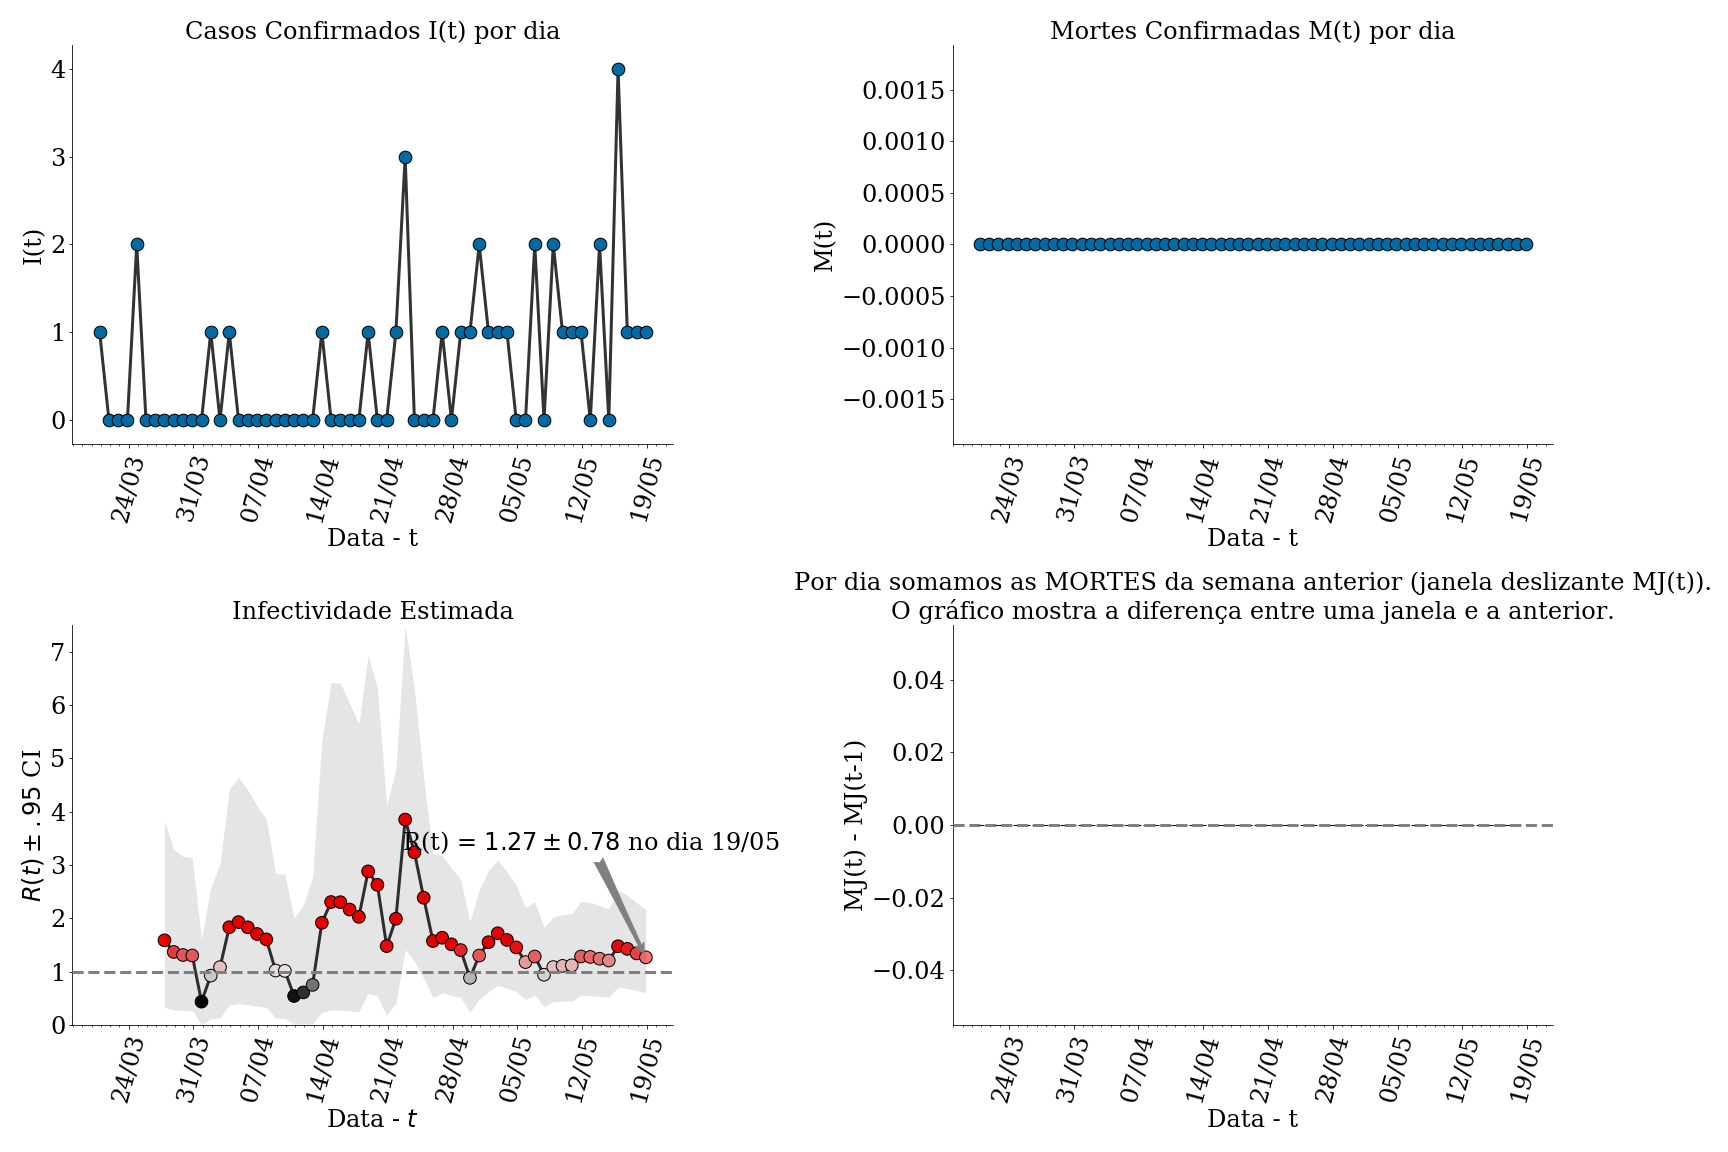 Casos Confirmados I(t) por dia
I(t)
4
3
2
1
0
24/03 31/03 07/04 14/04 21/04 28/04 05/05 12/05 19/05
Data - t
Mortes Confirmadas M(t) por dia
M(t)
0.0015
0.0010
0.0005
0.0000
−0.0005
−0.0010
−0.0015
24/03 31/03 07/04 14/04 21/04 28/04 05/05 12/05 19/05
Data - t
Infectividade Estimada
R(t) ± .95 CI
7
6
5
4
3
2
1
0
R(t) = 1.27 ± 0.78 no dia 19/05
24/03 31/03 07/04 14/04 21/04 28/04 05/05 12/05 19/05
Data - t
Por dia somamos as MORTES da semana anterior (janela deslizante MJ(t)).
O gráfico mostra a diferença entre uma janela e a anterior.
MJ(t) - MJ(t-1)
0.04
0.02
0.00
−0.02
−0.04
24/03 31/03 07/04 14/04 21/04 28/04 05/05 12/05 19/05
Data - t